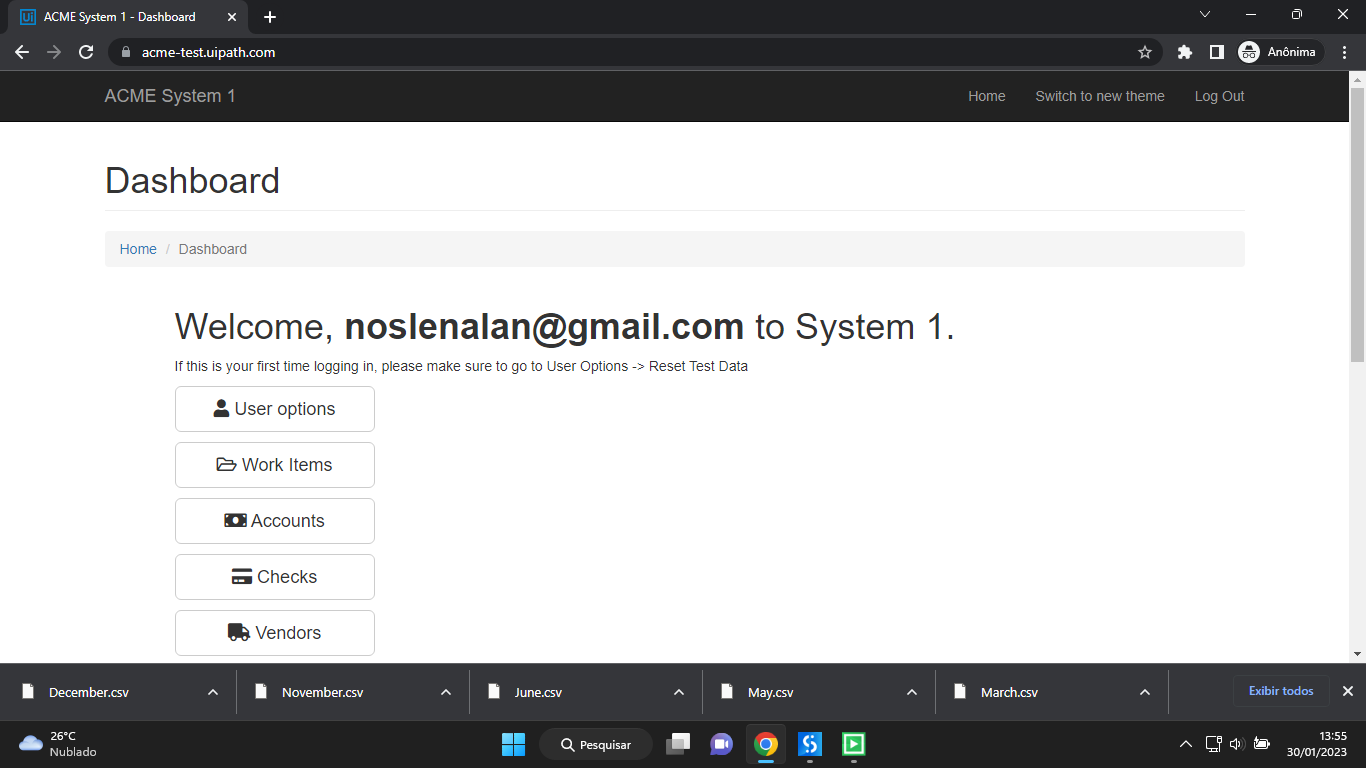 ACME System 1 - Dashboard
acme-test.uipath.com
Anônima
ACME System 1
Home
Switch to new theme
Log Out
Dashboard
Home / Dashboard
Welcome, noslenalan@gmail.com to System 1.
If this is your first time logging in, please make sure to go to User Options -> Reset Test Data
User options
Work Items
Accounts
Checks
Vendors
December.csv
November.csv
June.csv
May.csv
March.csv
Exibir todos
26°C
Nublado
Pesquisar
13:55
30/01/2023